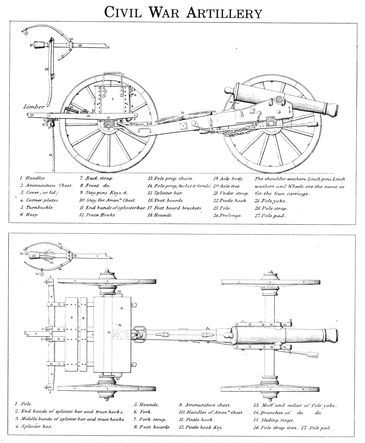 CIVIL WAR ARTILLERY
Limber
1 Handles
2. Ammunition Chest.
3. Cover, or lid;
4. Corner plates
5. Turnbuckle
6. Hasp
7 Back strap
8. Front do.
9. Stay pins Keys &
10. Stay for Amm.n Chest.
11. End bands of splinter bar
12. Trace Hooks
13. Pole prop chain
14. Pole prop
15. Splinter bar.
16. Foot boards
17. Foot board brackets
18. Hounds
19. Axle body.
20. Axis tree.
21. Under strap
22. Pintle hook
23. Pole.
24. Prolonge.
The shoulder washers, Linch pins, Linch
washers and Wheels are the same as
for the Gun carriage.
25. Pole yoke.
26. Pole strap.
27. Pole pad.
1. Pole.
2. End bands of splinter bar and trace hooks.
3. Middle bands of splinter bar and trace hooks.
4. Splinter bar.
5. Hounds.
6. Fork
7. Fork strap.
8. Foot boards
9. Ammunition chest
10. Handles of Amm.n chest.
11. Pintle hook
12. Pintle hook Key.
13. Muff and collar of Pole yoke.
14. Branches of do. do.
15. Sliding rings.
16. Pole strap iron. 17. Pole pad.